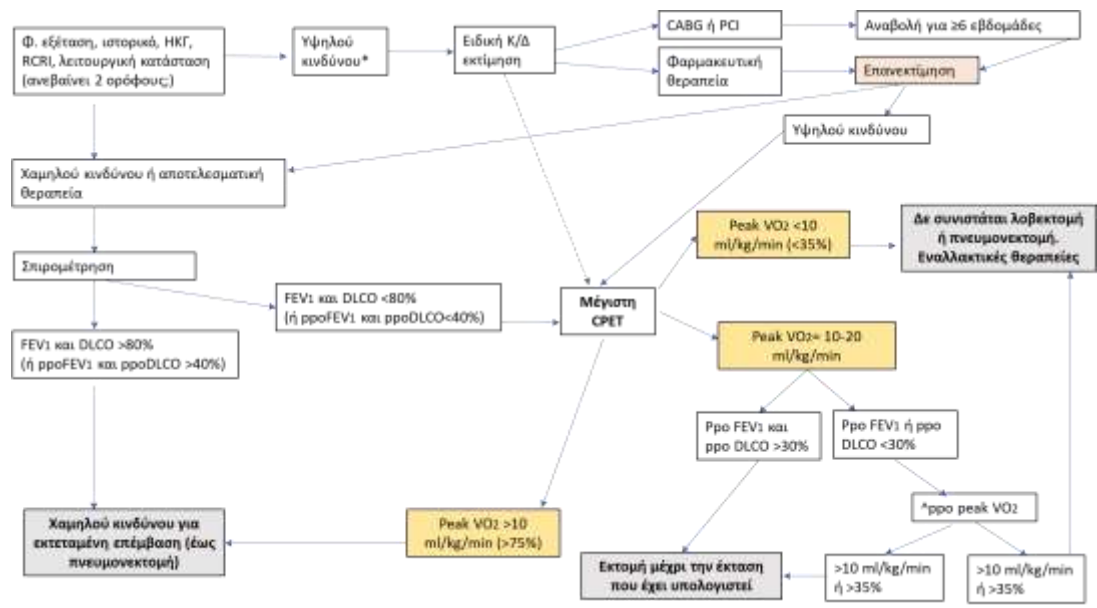 Φ. εξέταση, ιστορικό, ΗΚΓ,
RCRI, λειτουργική κατάσταση
(ανεβαίνει 2 ορόφους;)
Υψηλού
κινδύνου*
Ειδική Κ/Δ
εκτίμηση
CABG ή PCI
Αναβολή για ≥6 εβδομάδες
Φαρμακευτική
θεραπεία
Επανεκτίμηση
Υψηλού κινδύνου
Χαμηλού κινδύνου ή αποτελεσματική
θεραπεία
Σπιρομέτρηση
FEV1 και DLCO <80%
(ή ppoFEV1 και ppoDLCO<40%)
FEV1 και DLCO >80%
(ή ppoFEV1 και ppoDLCO >40%)
Μέγιστη
CPET
Peak VO2 <10
ml/kg/min (<35%)
Δε συνιστάται λοβεκτομή
ή πνευμονεκτομή.
Εναλλακτικές θεραπείες
Peak VO2= 10-20
ml/kg/min
Ppo FEV1 και
ppo DLCO >30%
Ppo FEV1 ή ppo
DLCO <30%
^ppo peak VO2
>10 ml/kg/min
ή >35%
>10 ml/kg/min
ή >35%
Εκτομή μέχρι την έκταση
που έχει υπολογιστεί
Peak VO2 >10
ml/kg/min (>75%)
Χαμηλού κινδύνου για
εκτεταμένη επέμβαση (έως
πνευμονεκτομή)